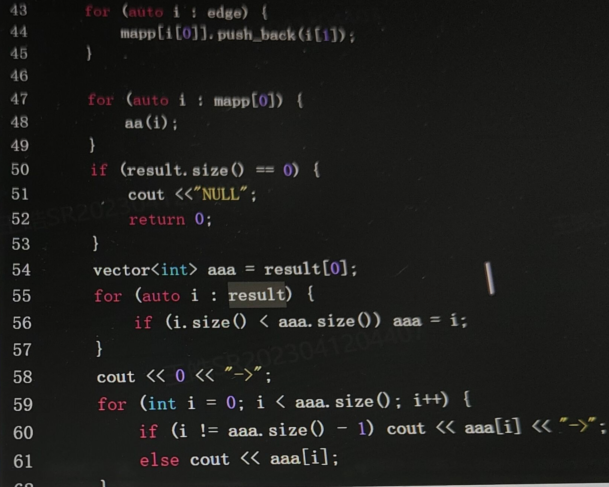 43 for (auto i : edge) {
44 mapp[i[0]].push_back(i[1]);
45 }
46
47 for (auto i : mapp[0]) {
48 aa(i);
49 }
50 if (result.size() == 0) {
51 cout <<"NULL";
52 return 0;
53 }
54 vector<int> aaa = result[0];
55 for (auto i : result) {
56 if (i.size() < aaa.size()) aaa = i;
57 }
58 cout << 0 << "->";
59 for (int i = 0; i < aaa.size(); i++) {
60 if (i != aaa.size() - 1) cout << aaa[i] << "->";
61 else cout << aaa[i];